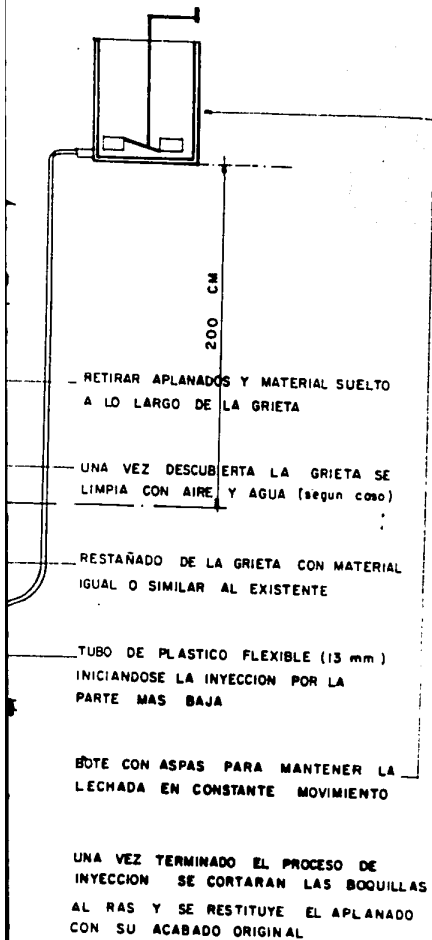 200 CM
RETIRAR APLANADOS Y MATERIAL SUELTO
A LO LARGO DE LA GRIETA
UNA VEZ DESCUBIERTA LA GRIETA SE
LIMPIA CON AIRE Y AGUA (segun caso)
RESTAÑADO DE LA GRIETA CON MATERIAL
IGUAL O SIMILAR AL EXISTENTE
TUBO DE PLASTICO FLEXIBLE (13 mm)
INICIANDOSE LA INYECCION POR LA
PARTE MAS BAJA
BOTE CON ASPAS PARA MANTENER LA
LECHADA EN CONSTANTE MOVIMIENTO
UNA VEZ TERMINADO EL PROCESO DE
INYECCION SE CORTARAN LAS BOQUILLAS
AL RAS Y SE RESTITUYE EL APLANADO
CON SU ACABADO ORIGINAL